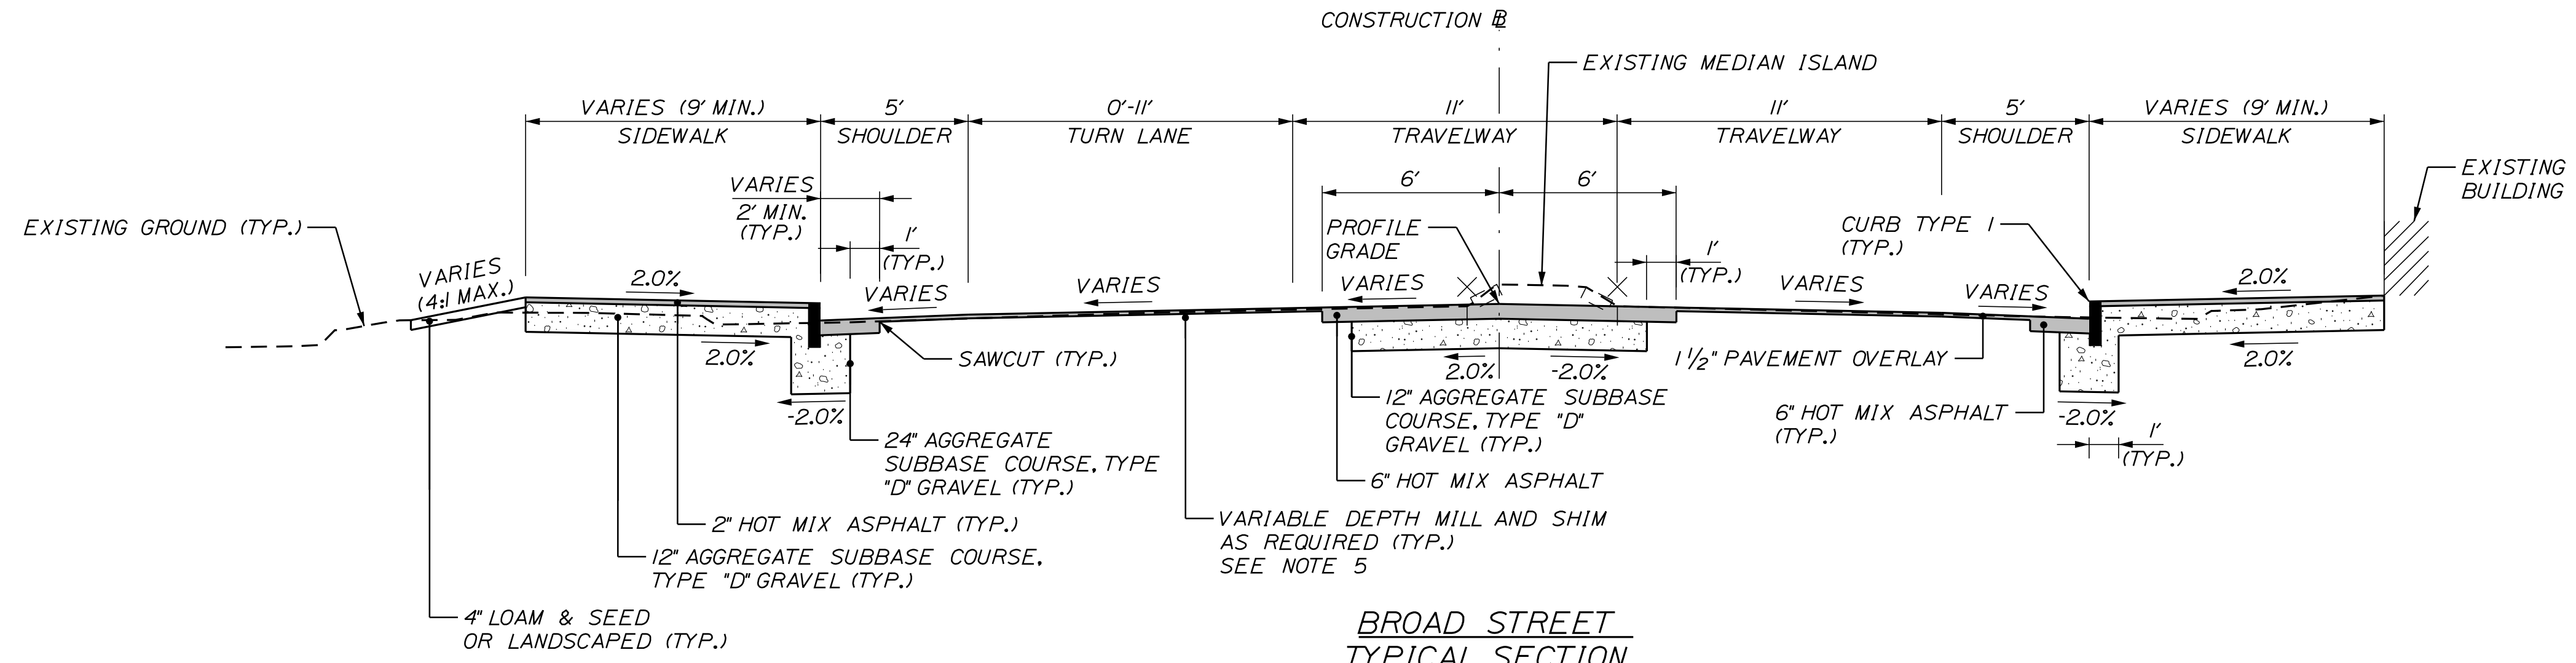 CONSTRUCTION B
EXISTING MEDIAN ISLAND
VARIES (9' MIN.)
SIDEWALK
5'
SHOULDER
0'-11'
TURN LANE
11'
TRAVELWAY
11'
TRAVELWAY
5'
SHOULDER
VARIES (9' MIN.)
SIDEWALK
EXISTING
BUILDING
VARIES
2' MIN.
(TYP.)
6'
6'
EXISTING GROUND (TYP.)
1'
(TYP.)
PROFILE
GRADE
1'
(TYP.)
CURB TYPE 1
(TYP.)
VARIES
(4:1 MAX.)
2.0%
VARIES
VARIES
VARIES
VARIES
VARIES
2.0%
2.0%
-2.0%
SAWCUT (TYP.)
2.0%
-2.0%
1 1/2" PAVEMENT OVERLAY
2.0%
-2.0%
1'
(TYP.)
24" AGGREGATE
SUBBASE COURSE, TYPE
"D" GRAVEL (TYP.)
12" AGGREGATE SUBBASE
COURSE, TYPE "D"
GRAVEL (TYP.)
6" HOT MIX ASPHALT
(TYP.)
6" HOT MIX ASPHALT
2" HOT MIX ASPHALT (TYP.)
VARIABLE DEPTH MILL AND SHIM
AS REQUIRED (TYP.)
SEE NOTE 5
12" AGGREGATE SUBBASE COURSE,
TYPE "D" GRAVEL (TYP.)
4" LOAM & SEED
OR LANDSCAPED (TYP.)
BROAD STREET
TYPICAL SECTION